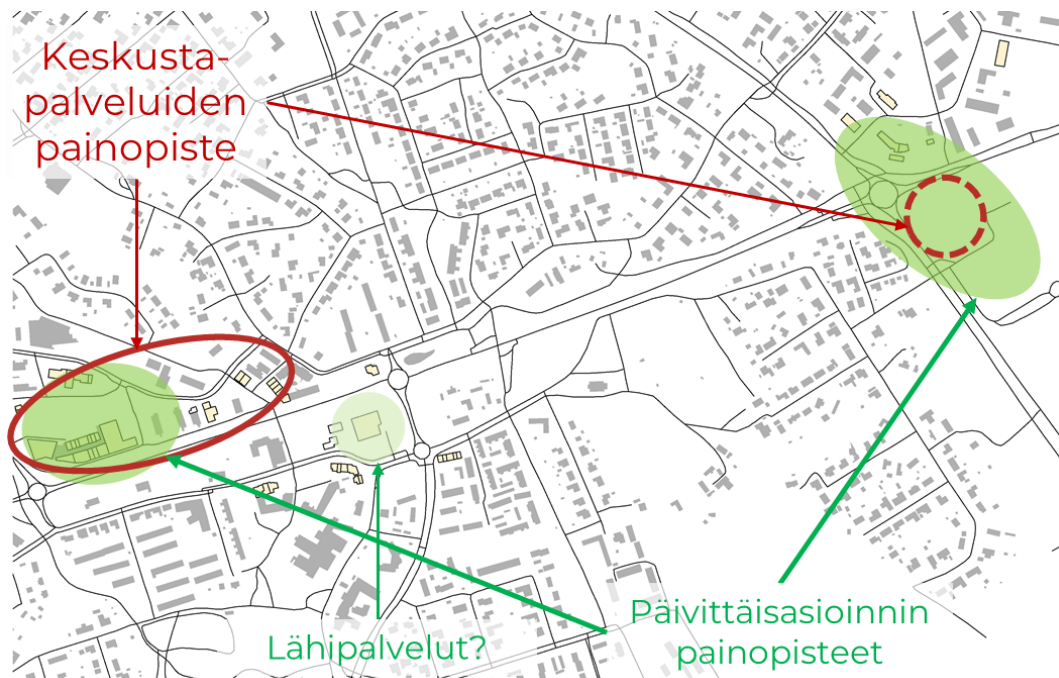 Keskusta-
palveluiden
painopiste
Lähipalvelut?
Päivittäisasioinnin
painopisteet